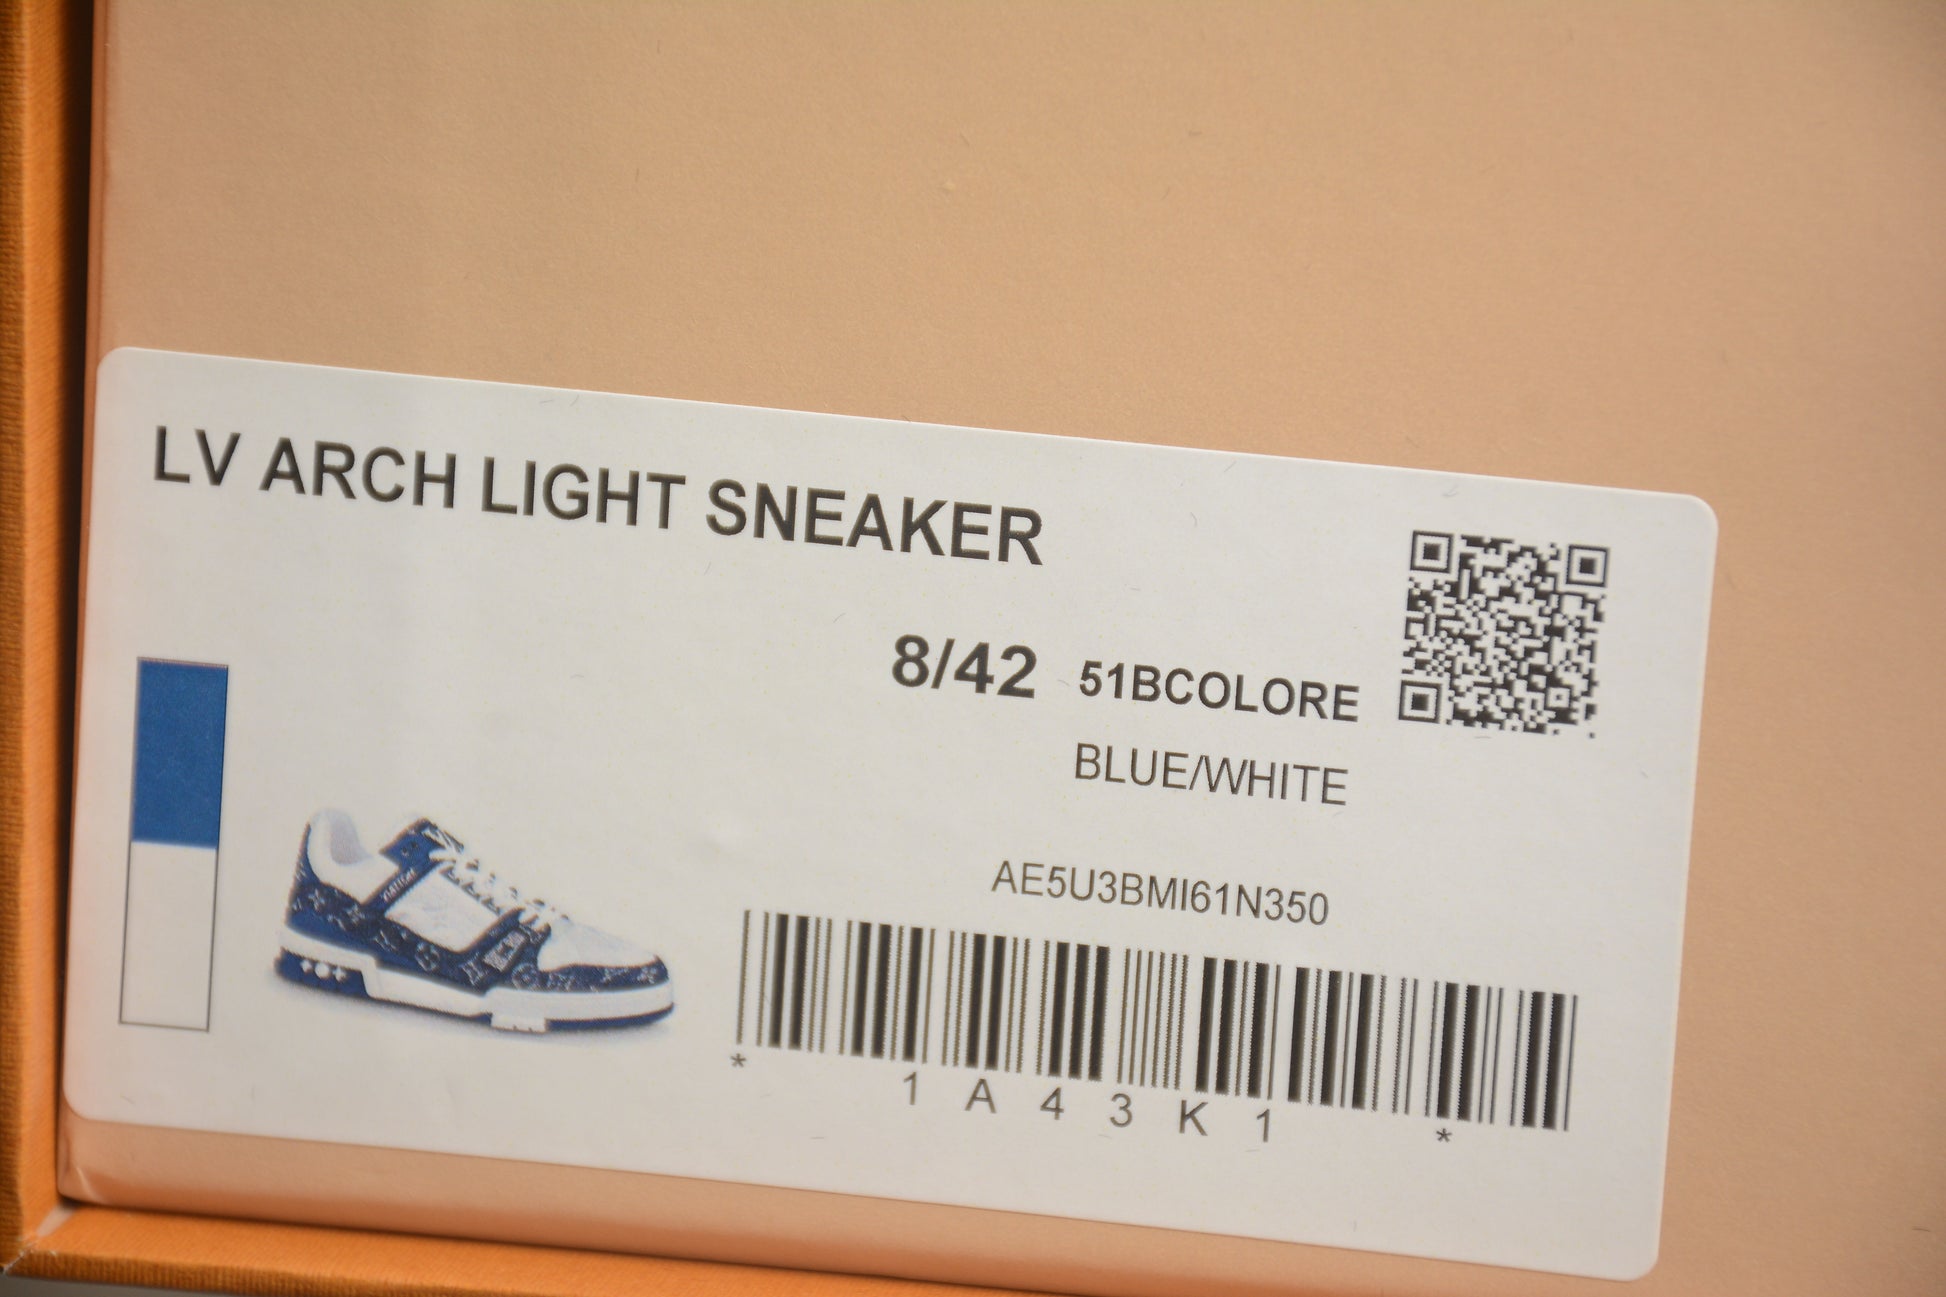 LV ARCH LIGHT SNEAKER
8/42 51BCOLORE
BLUE/WHITE
AE5U3BMI61N350
* 1 A 4 3 K 1 *